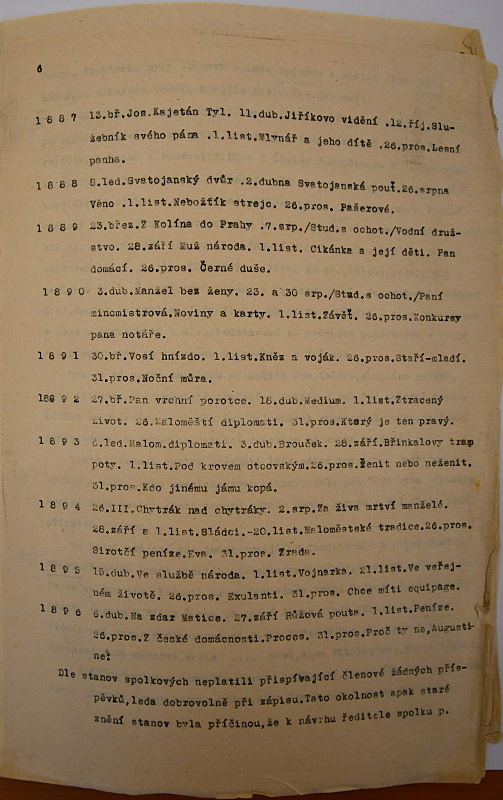 6
1 8 8 7 13.bř.Jos.Kajetán Tyl. 11.dub.Jiříkovo vidění .12.říj.Slu-
žebník svého pána .1.list.Mlynář a jeho dítě .26.pros.Lesní
panna.
1 8 8 8 8.led.Svatojanský dvůr .2.dubna Svatojanská pouť.26.srpna
Věno .1.list.Nebožtík strejc. 26.pros. Pašerové.
1 8 8 9 23.břez.Z Kolína do Prahy .7.srp./Stud.s ochot./Vodní druž-
stvo. 28.září Muž národa. 1.list. Cikánka a její děti. Pan
domácí. 26.pros. Černé duše.
1 8 9 0 3.dub.Manžel bez ženy. 23. a 30 srp./Stud.s ochot./Paní
mincmistrová.Noviny a karty. 1.list.Závěť. 26.pros.Konkursy
pana notáře.
1 8 9 1 30.bř.Vosí hnízdo. 1.list.Kněz a voják. 26.pros.Staří-mladí.
31.pros.Noční můra.
188 9 2 27.bř.Pan vrchní porotce. 18.dub.Medium. 1.list.Ztracený
život. 26.Maloměští diplomati. 31.pros.Který je ten pravý.
1 8 9 3 6.led.Malom.diplomati. 3.dub.Brouček. 28.září.Břinkalovy tram
poty. 1.list.Pod krovem otcovským.26.pros.Ženit nebo neženit.
31.pros.Kdo jinému jámu kopá.
1 8 9 4 26.III.Chytrák nad chytráky. 2.srp.Za živa mrtví manželé.
28.září a 1.list.Sládci.-20.list.Maloměstské tradice.26.pros.
Sirotčí peníze.Eva. 31.pros. Zrada.
1 8 9 5 15.dub.Ve službě národa. 1.list.Vojnarka. 21.list.Ve veřej-
ném životě. 26.pros. Exulanti. 31.pros. Chce míti equipage.
1 8 9 6 6.dub.Na zdar Matice. 27.září Růžová pouta. 1.list.Peníze.
26.pros.Z české domácnosti.Proces. 31.pros.Proč ty ne,Augusti-
ne?
Dle stanov spolkových neplatili přispívající členové žádných přís-
pěvků,leda dobrovolně při zápisu.Tato okolnost apak staré
znění stanov byla příčinou,že k návrhu ředitele spolku p.